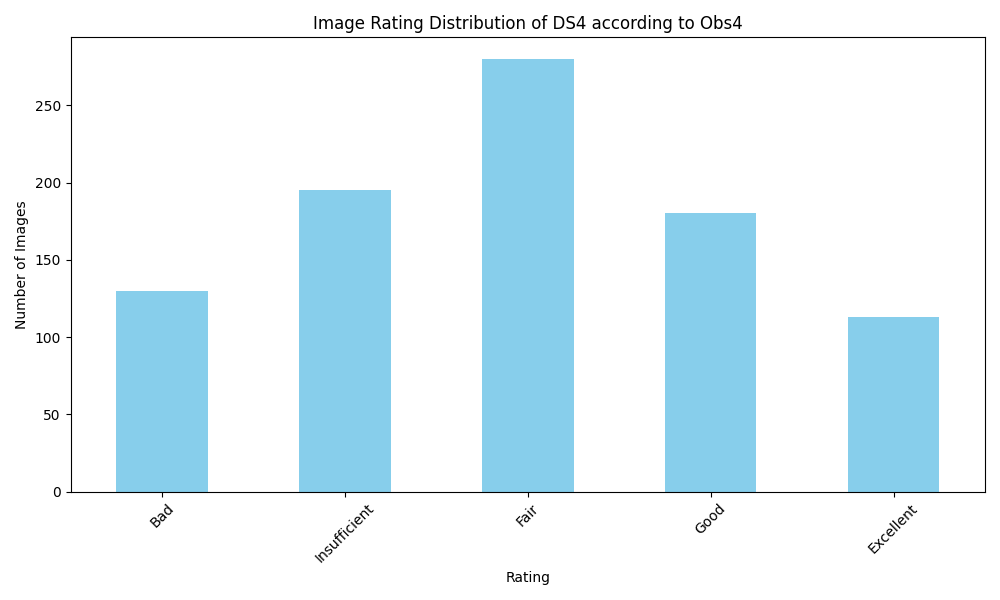 Image Rating Distribution of DS4 according to Obs4
Number of Images
250
200
150
100
50
0
Bad
Insufficient
Fair
Good
Excellent
Rating